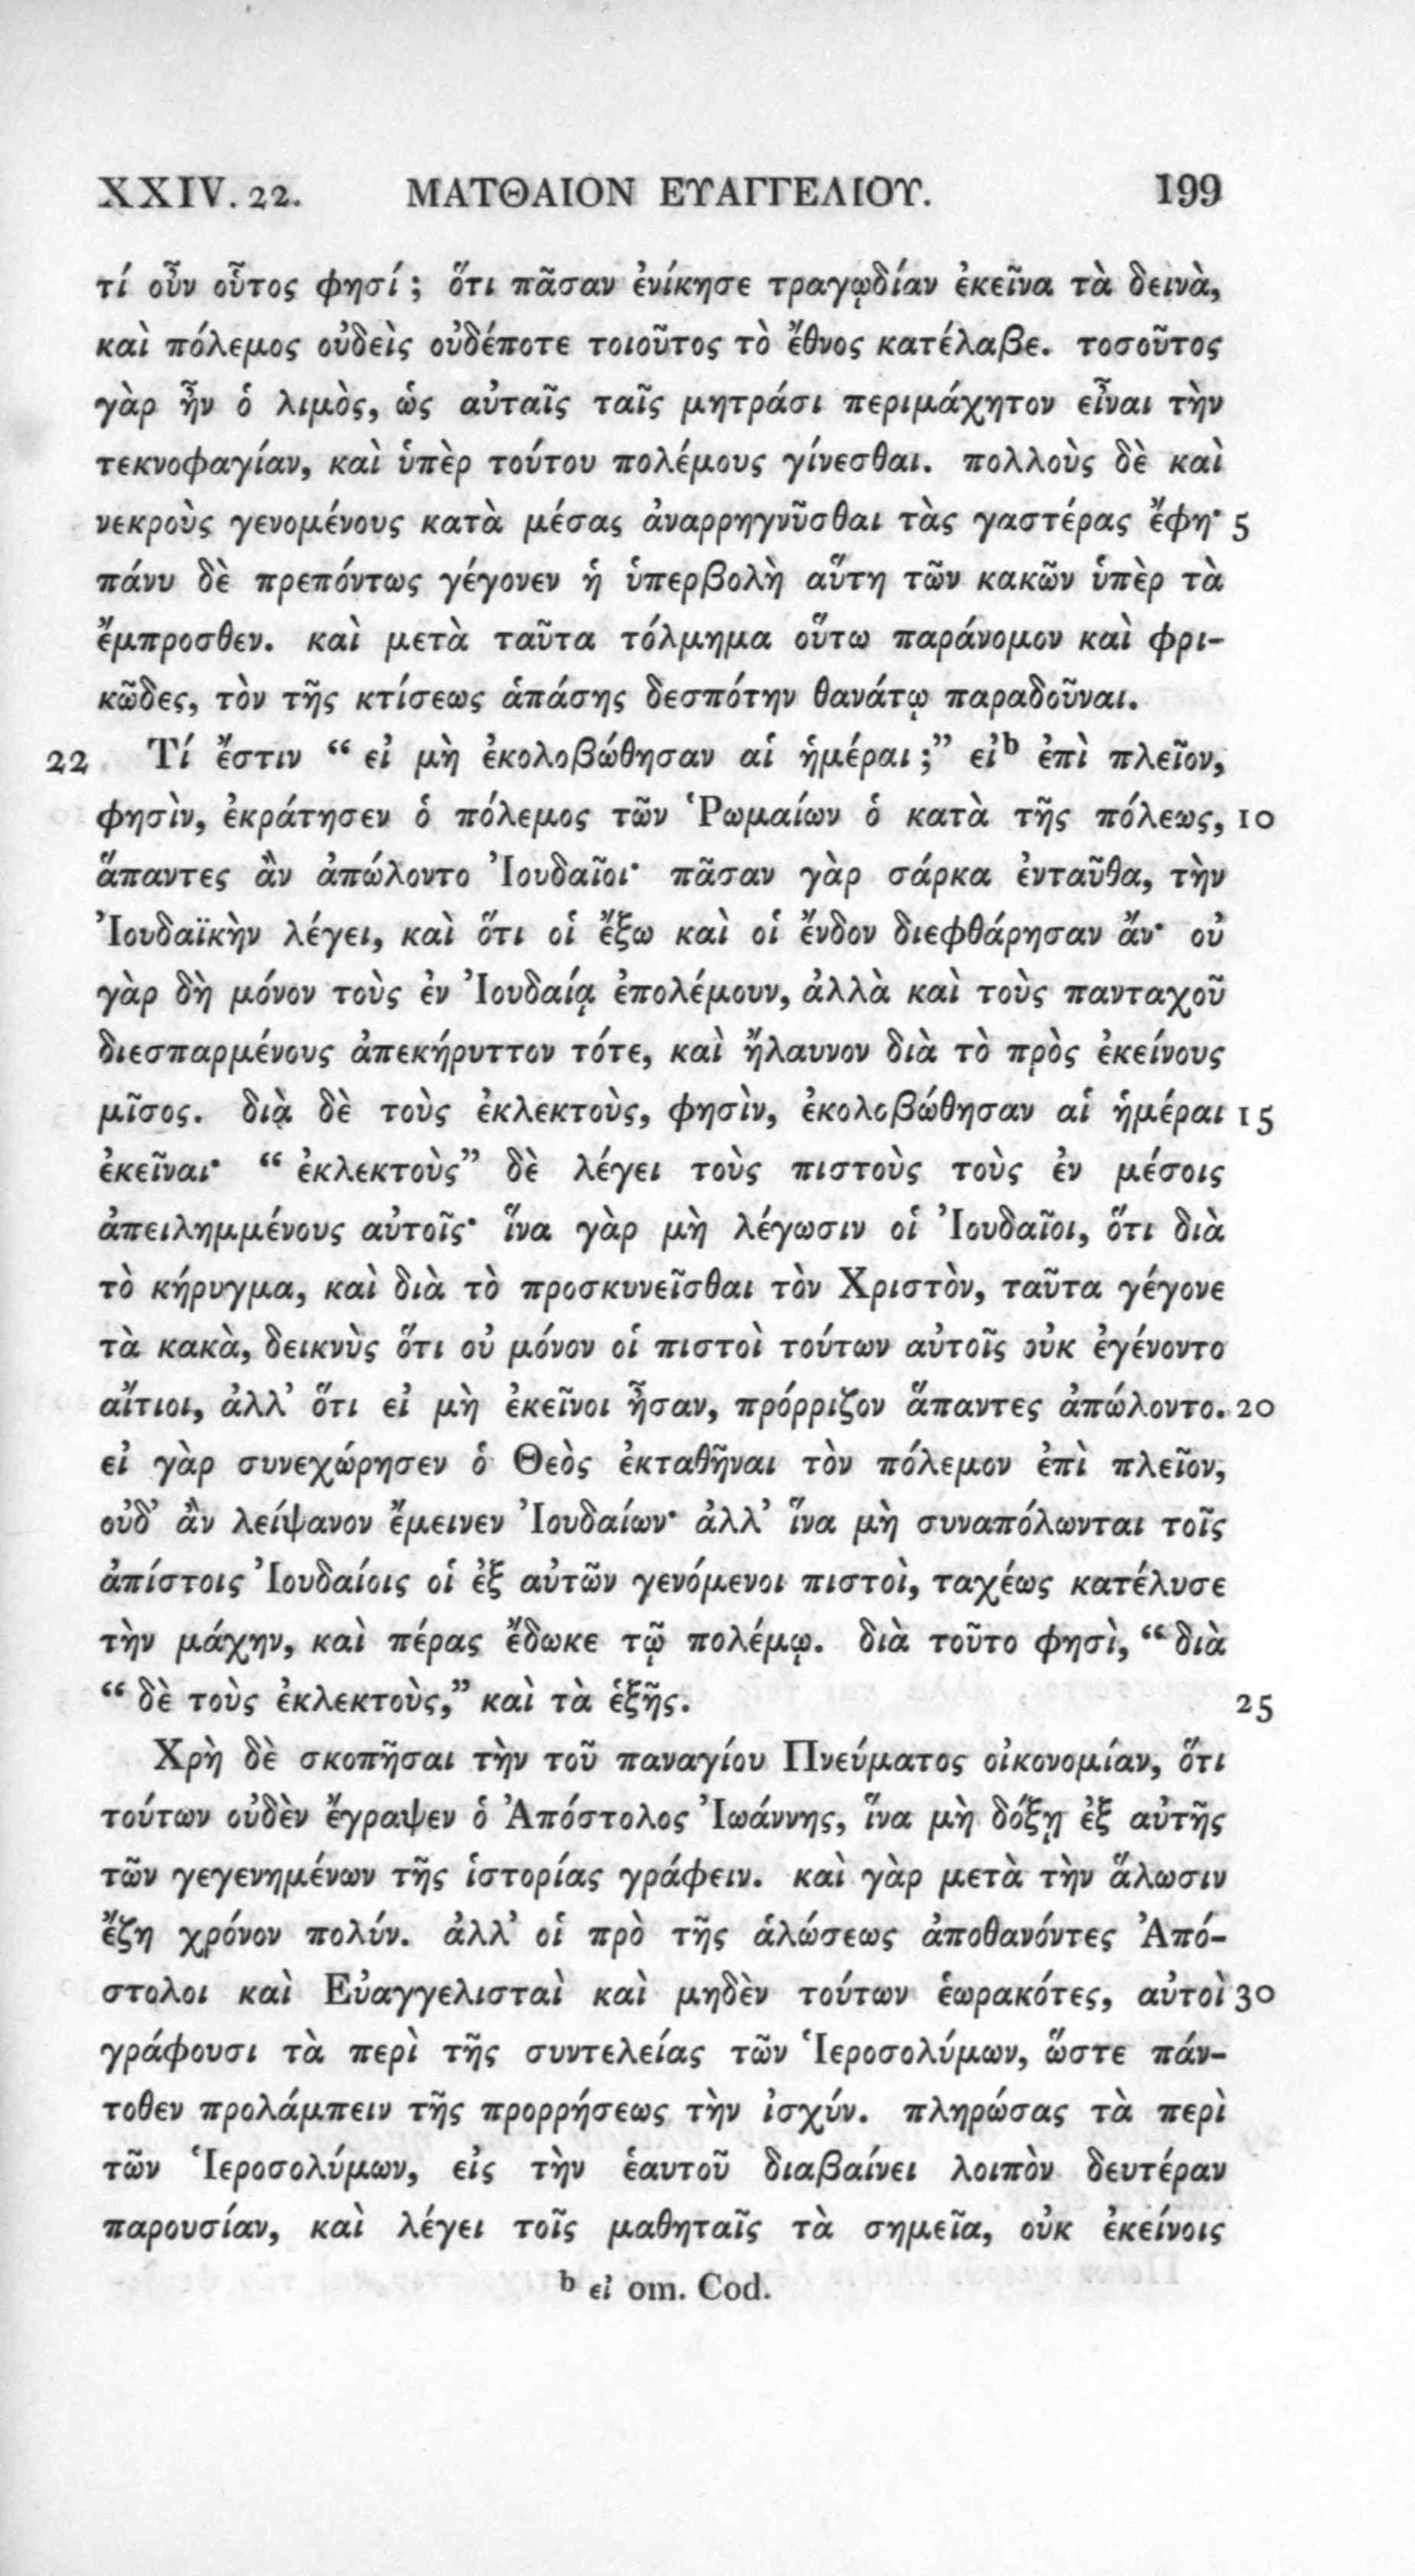 XXIV. 22. ΜΑΤΘΑΙΟΝ ΕΥΑΓΓΕΛΙΟΥ. 199
τί οὖν οὗτος φησί ; ὅτι πᾶσαν ἐνίκησε τραγῳδίαν ἐκεῖνα τὰ δεινὰ,
καὶ πόλεμος οὐδεὶς οὐδέποτε τοιοῦτος τὸ ἔθνος κατέλαβε. τοσοῦτος
γὰρ ἦν ὁ λιμὸς, ὡς αὐταῖς ταῖς μητράσι περιμάχητον εἶναι τὴν
τεκνοφαγίαν, καὶ ὑπὲρ τούτου πολέμους γίνεσθαι. πολλοὺς δὲ καὶ
νεκροὺς γενομένους κατὰ μέσας ἀναρρηγνῦσθαι τὰς γαστέρας ἔφη· 5
πάνυ δὲ πρεπόντως γέγονεν ἡ ὑπερβολὴ αὕτη τῶν κακῶν ὑπὲρ τὰ
ἔμπροσθεν. καὶ μετὰ ταῦτα τόλμημα οὕτω παράνομον καὶ φρι-
κῶδες, τὸν τῆς κτίσεως ἁπάσης δεσπότην θανάτῳ παραδοῦναι.
22 Τί ἔστιν “ εἰ μὴ ἐκολοβώθησαν αἱ ἡμέραι ;” εἰᵇ ἐπὶ πλεῖον,
φησὶν, ἐκράτησεν ὁ πόλεμος τῶν Ῥωμαίων ὁ κατὰ τῆς πόλεως, 10
ἅπαντες ἂν ἀπώλοντο Ἰουδαῖοι· πᾶσαν γὰρ σάρκα ἐνταῦθα, τὴν
Ἰουδαϊκὴν λέγει, καὶ ὅτι οἱ ἔξω καὶ οἱ ἔνδον διεφθάρησαν ἄν· οὐ
γὰρ δὴ μόνον τοὺς ἐν Ἰουδαίᾳ ἐπολέμουν, ἀλλὰ καὶ τοὺς πανταχοῦ
διεσπαρμένους ἀπεκήρυττον τότε, καὶ ἤλαυνον διὰ τὸ πρὸς ἐκείνους
μῖσος. διὰ δὲ τοὺς ἐκλεκτοὺς, φησὶν, ἐκολοβώθησαν αἱ ἡμέραι 15
ἐκεῖναι· “ ἐκλεκτοὺς” δὲ λέγει τοὺς πιστοὺς τοὺς ἐν μέσοις
ἀπειλημμένους αὐτοῖς· ἵνα γὰρ μὴ λέγωσιν οἱ Ἰουδαῖοι, ὅτι διὰ
τὸ κήρυγμα, καὶ διὰ τὸ προσκυνεῖσθαι τὸν Χριστὸν, ταῦτα γέγονε
τὰ κακὰ, δεικνὺς ὅτι οὐ μόνον οἱ πιστοὶ τούτων αὐτοῖς οὐκ ἐγένοντο
αἴτιοι, ἀλλ’ ὅτι εἰ μὴ ἐκεῖνοι ἦσαν, πρόρριζον ἅπαντες ἀπώλοντο. 20
εἰ γὰρ συνεχώρησεν ὁ Θεὸς ἐκταθῆναι τὸν πόλεμον ἐπὶ πλεῖον,
οὐδ’ ἂν λείψανον ἔμεινεν Ἰουδαίων· ἀλλ’ ἵνα μὴ συναπόλωνται τοῖς
ἀπίστοις Ἰουδαίοις οἱ ἐξ αὐτῶν γενόμενοι πιστοὶ, ταχέως κατέλυσε
τὴν μάχην, καὶ πέρας ἔδωκε τῷ πολέμῳ. διὰ τοῦτο φησὶ, “ διὰ
“ δὲ τοὺς ἐκλεκτοὺς,” καὶ τὰ ἑξῆς. 25
Χρὴ δὲ σκοπῆσαι τὴν τοῦ παναγίου Πνεύματος οἰκονομίαν, ὅτι
τούτων οὐδὲν ἔγραψεν ὁ Ἀπόστολος Ἰωάννης, ἵνα μὴ δόξῃ ἐξ αὐτῆς
τῶν γεγενημένων τῆς ἱστορίας γράφειν. καὶ γὰρ μετὰ τὴν ἅλωσιν
ἔζη χρόνον πολύν. ἀλλ’ οἱ πρὸ τῆς ἁλώσεως ἀποθανόντες Ἀπό-
στολοι καὶ Εὐαγγελισταὶ καὶ μηδὲν τούτων ἑωρακότες, αὐτοὶ 30
γράφουσι τὰ περὶ τῆς συντελείας τῶν Ἱεροσολύμων, ὥστε πάν-
τοθεν προλάμπειν τῆς προρρήσεως τὴν ἰσχύν. πληρώσας τὰ περὶ
τῶν Ἱεροσολύμων, εἰς τὴν ἑαυτοῦ διαβαίνει λοιπὸν δευτέραν
παρουσίαν, καὶ λέγει τοῖς μαθηταῖς τὰ σημεῖα, οὐκ ἐκείνοις
ᵇ εἰ om. Cod.